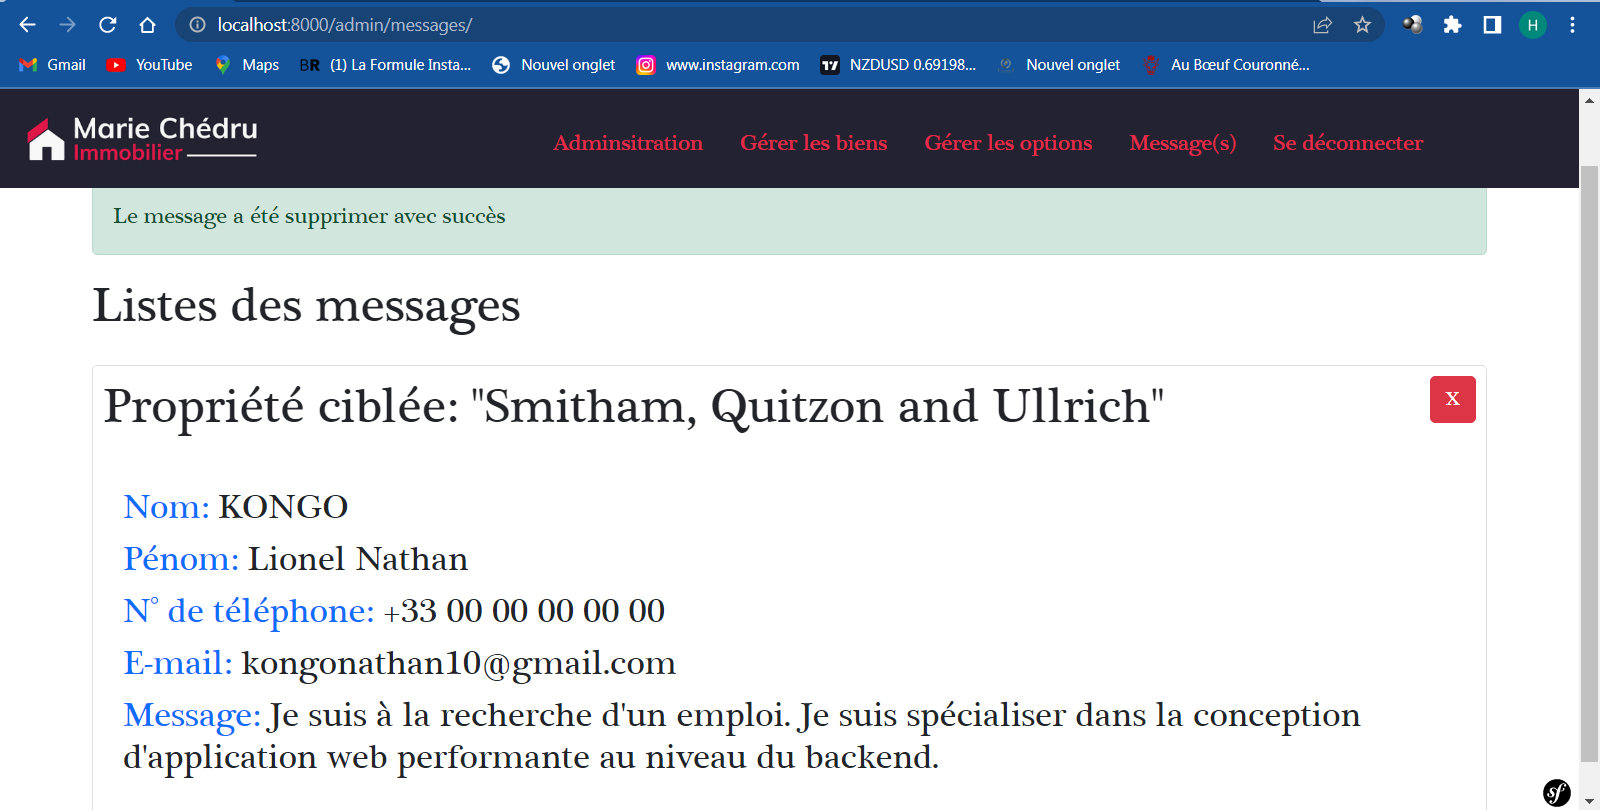 localhost:8000/admin/messages/
H
Gmail YouTube Maps BR (1) La Formule Insta... Nouvel onglet www.instagram.com NZDUSD 0.69198... Nouvel onglet Au Bœuf Couronné...
Marie Chédru
Immobilier
Adminsitration Gérer les biens Gérer les options Message(s) Se déconnecter
Le message a été supprimer avec succès
Listes des messages
Propriété ciblée: "Smitham, Quitzon and Ullrich"
X
Nom: KONGO
Pénom: Lionel Nathan
N° de téléphone: +33 00 00 00 00 00
E-mail: kongonathan10@gmail.com
Message: Je suis à la recherche d'un emploi. Je suis spécialiser dans la conception
d'application web performante au niveau du backend.
sf